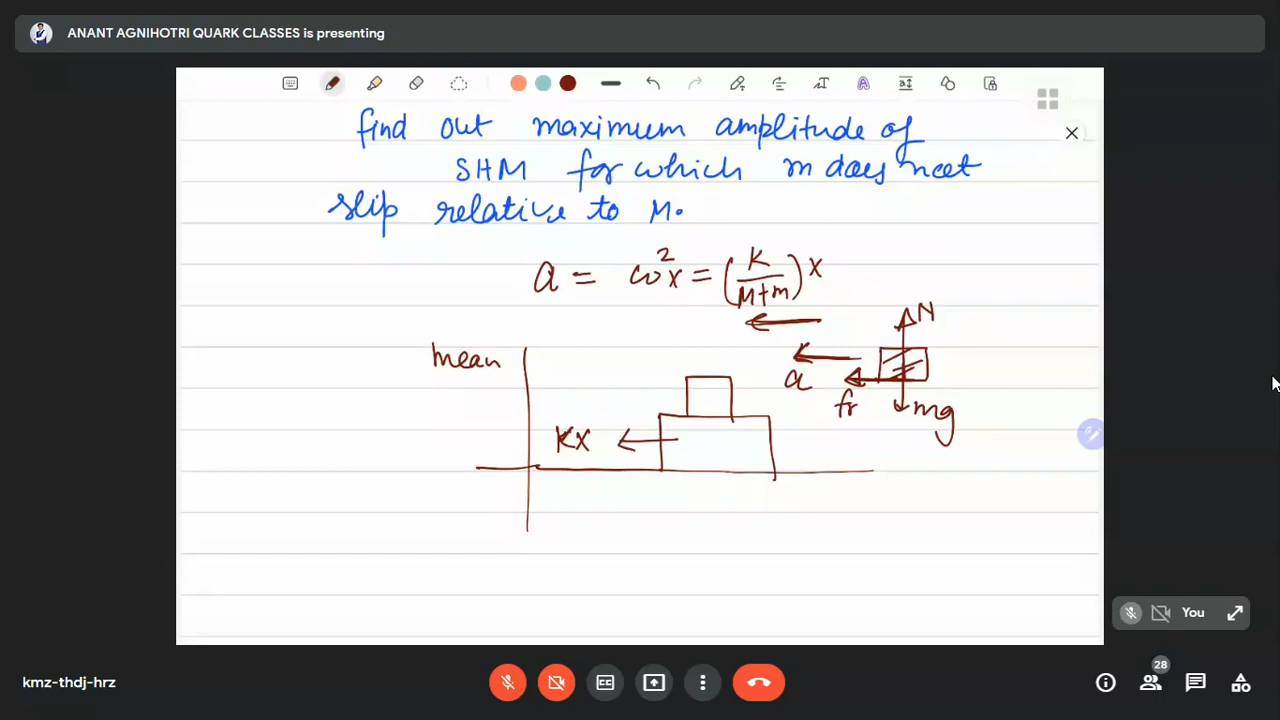 ANANT AGNIHOTRI QUARK CLASSES is presenting
find out maximum amplitude of
SHM for which m does not
slip relative to M.
a = ω²x = (K/(M+m))x
N
mean
a
fr
mg
Kx
You
kmz-thdj-hrz
CC
28